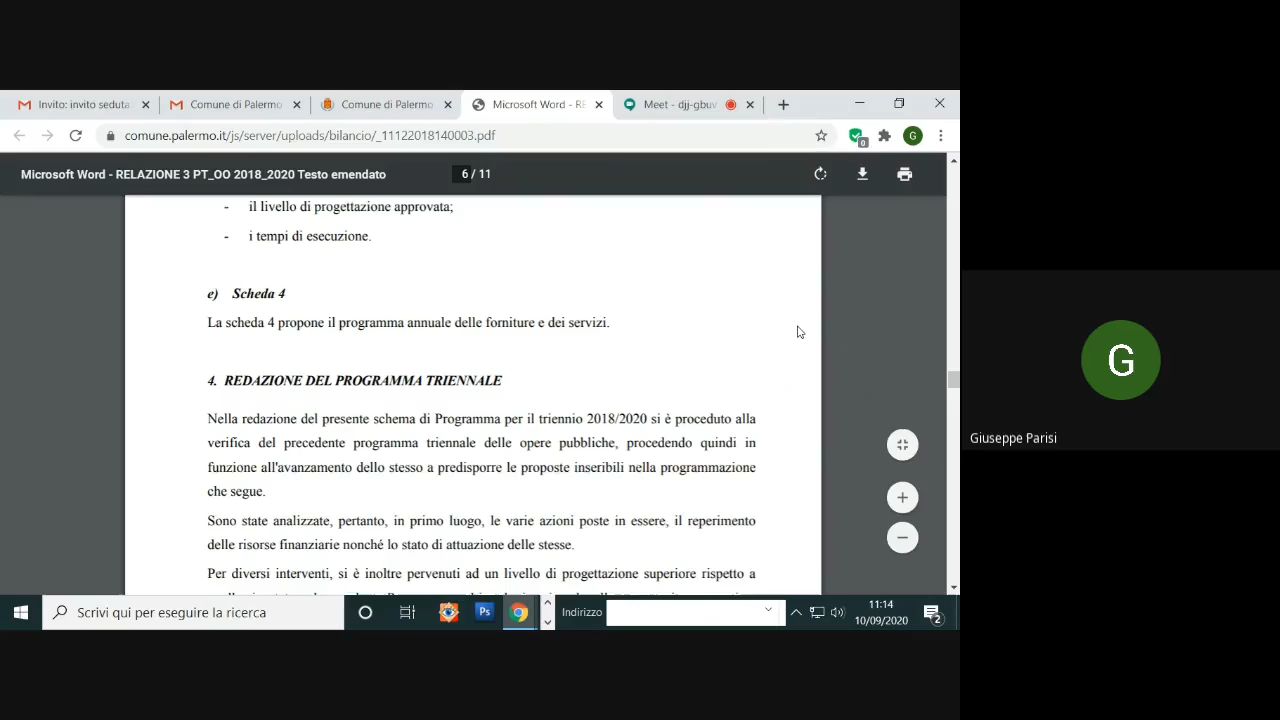 Invito: invito seduta
Comune di Palermo
Comune di Palermo
Microsoft Word - RE
Meet - djj-gbuv
comune.palermo.it/js/server/uploads/bilancio/_11122018140003.pdf
0
G
Microsoft Word - RELAZIONE 3 PT_OO 2018_2020 Testo emendato
6 / 11
- il livello di progettazione approvata;
- i tempi di esecuzione.
e) Scheda 4
La scheda 4 propone il programma annuale delle forniture e dei servizi.
4. REDAZIONE DEL PROGRAMMA TRIENNALE
Nella redazione del presente schema di Programma per il triennio 2018/2020 si è proceduto alla
verifica del precedente programma triennale delle opere pubbliche, procedendo quindi in
funzione all'avanzamento dello stesso a predisporre le proposte inseribili nella programmazione
che segue.
Sono state analizzate, pertanto, in primo luogo, le varie azioni poste in essere, il reperimento
delle risorse finanziarie nonché lo stato di attuazione delle stesse.
Per diversi interventi, si è inoltre pervenuti ad un livello di progettazione superiore rispetto a
G
Giuseppe Parisi
Scrivi qui per eseguire la ricerca
Ps
Indirizzo
11:14
10/09/2020
2